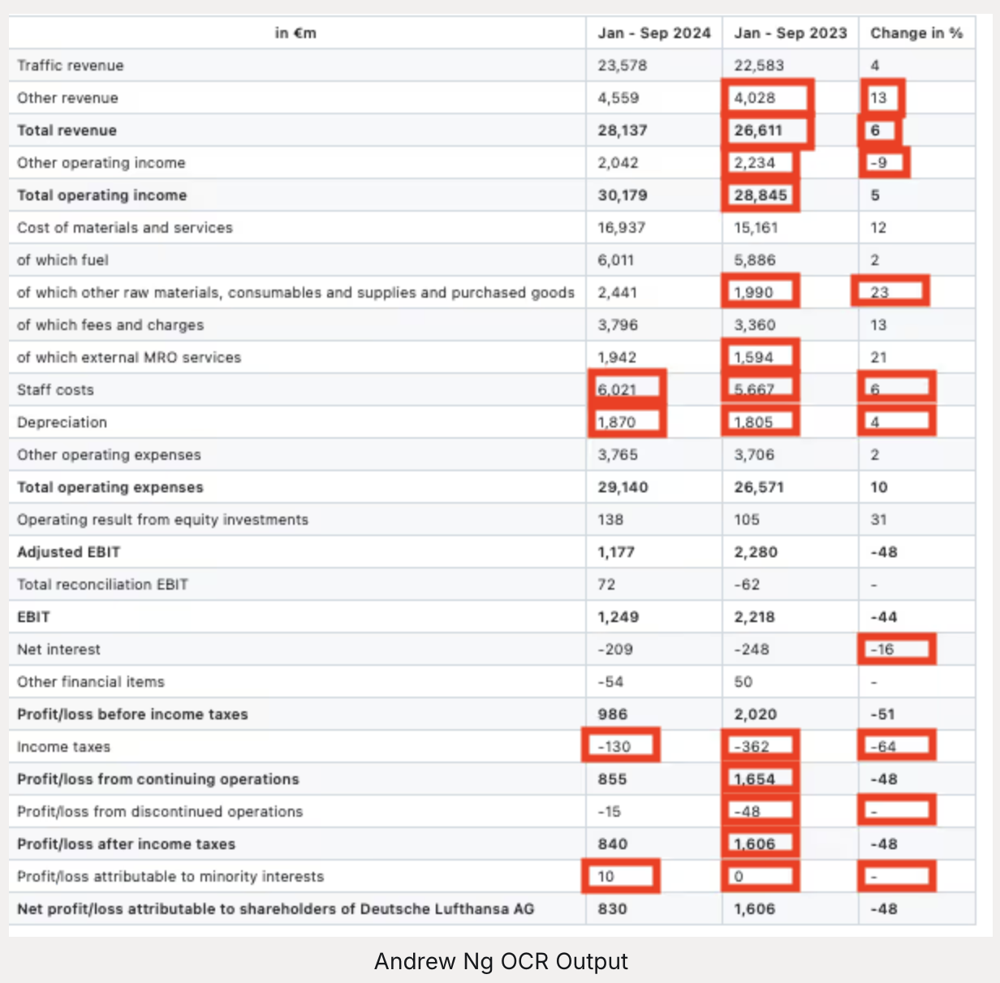 in €m Jan - Sep 2024 Jan - Sep 2023 Change in %
Traffic revenue 23,578 22,583 4
Other revenue 4,559 4,028 13
Total revenue 28,137 26,611 6
Other operating income 2,042 2,234 -9
Total operating income 30,179 28,845 5
Cost of materials and services 16,937 15,161 12
of which fuel 6,011 5,886 2
of which other raw materials, consumables and supplies and purchased goods 2,441 1,990 23
of which fees and charges 3,796 3,360 13
of which external MRO services 1,942 1,594 21
Staff costs 6,021 5.667 6
Depreciation 1,870 1,805 4
Other operating expenses 3,765 3,706 2
Total operating expenses 29,140 26,571 10
Operating result from equity investments 138 105 31
Adjusted EBIT 1,177 2,280 -48
Total reconciliation EBIT 72 -62 -
EBIT 1,249 2,218 -44
Net interest -209 -248 -16
Other financial items -54 50 -
Profit/loss before income taxes 986 2,020 -51
Income taxes -130 -362 -64
Profit/loss from continuing operations 855 1,654 -48
Profit/loss from discontinued operations -15 -48 -
Profit/loss after income taxes 840 1,606 -48
Profit/loss attributable to minority interests 10 0 -
Net profit/loss attributable to shareholders of Deutsche Lufthansa AG 830 1,606 -48
Andrew Ng OCR Output